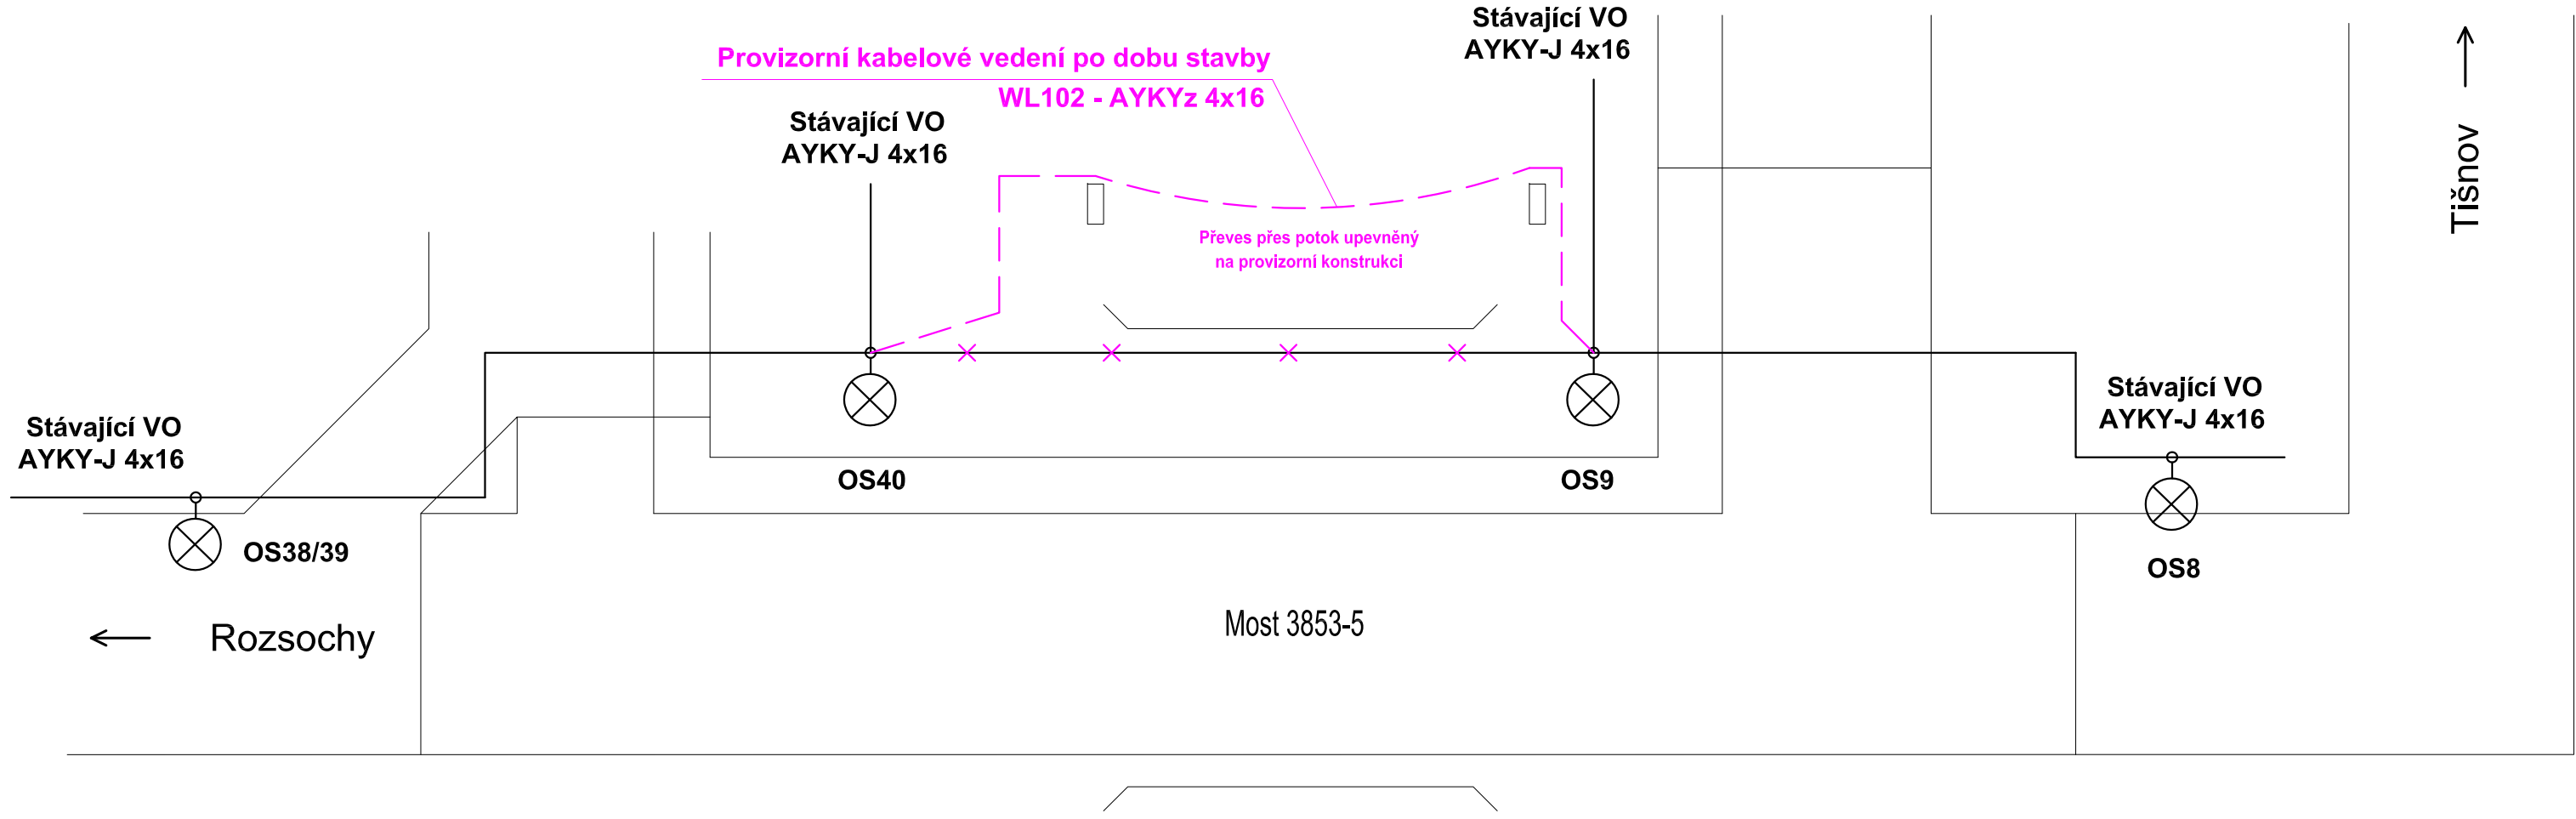 Stávající VO
AYKY-J 4x16
Provizorní kabelové vedení po dobu stavby
WL102 - AYKYz 4x16
Stávající VO
AYKY-J 4x16
Tišnov
Převes přes potok upevněný
na provizorní konstrukci
Stávající VO
AYKY-J 4x16
Stávající VO
AYKY-J 4x16
OS40
OS9
OS38/39
OS8
Most 3853-5
Rozsochy